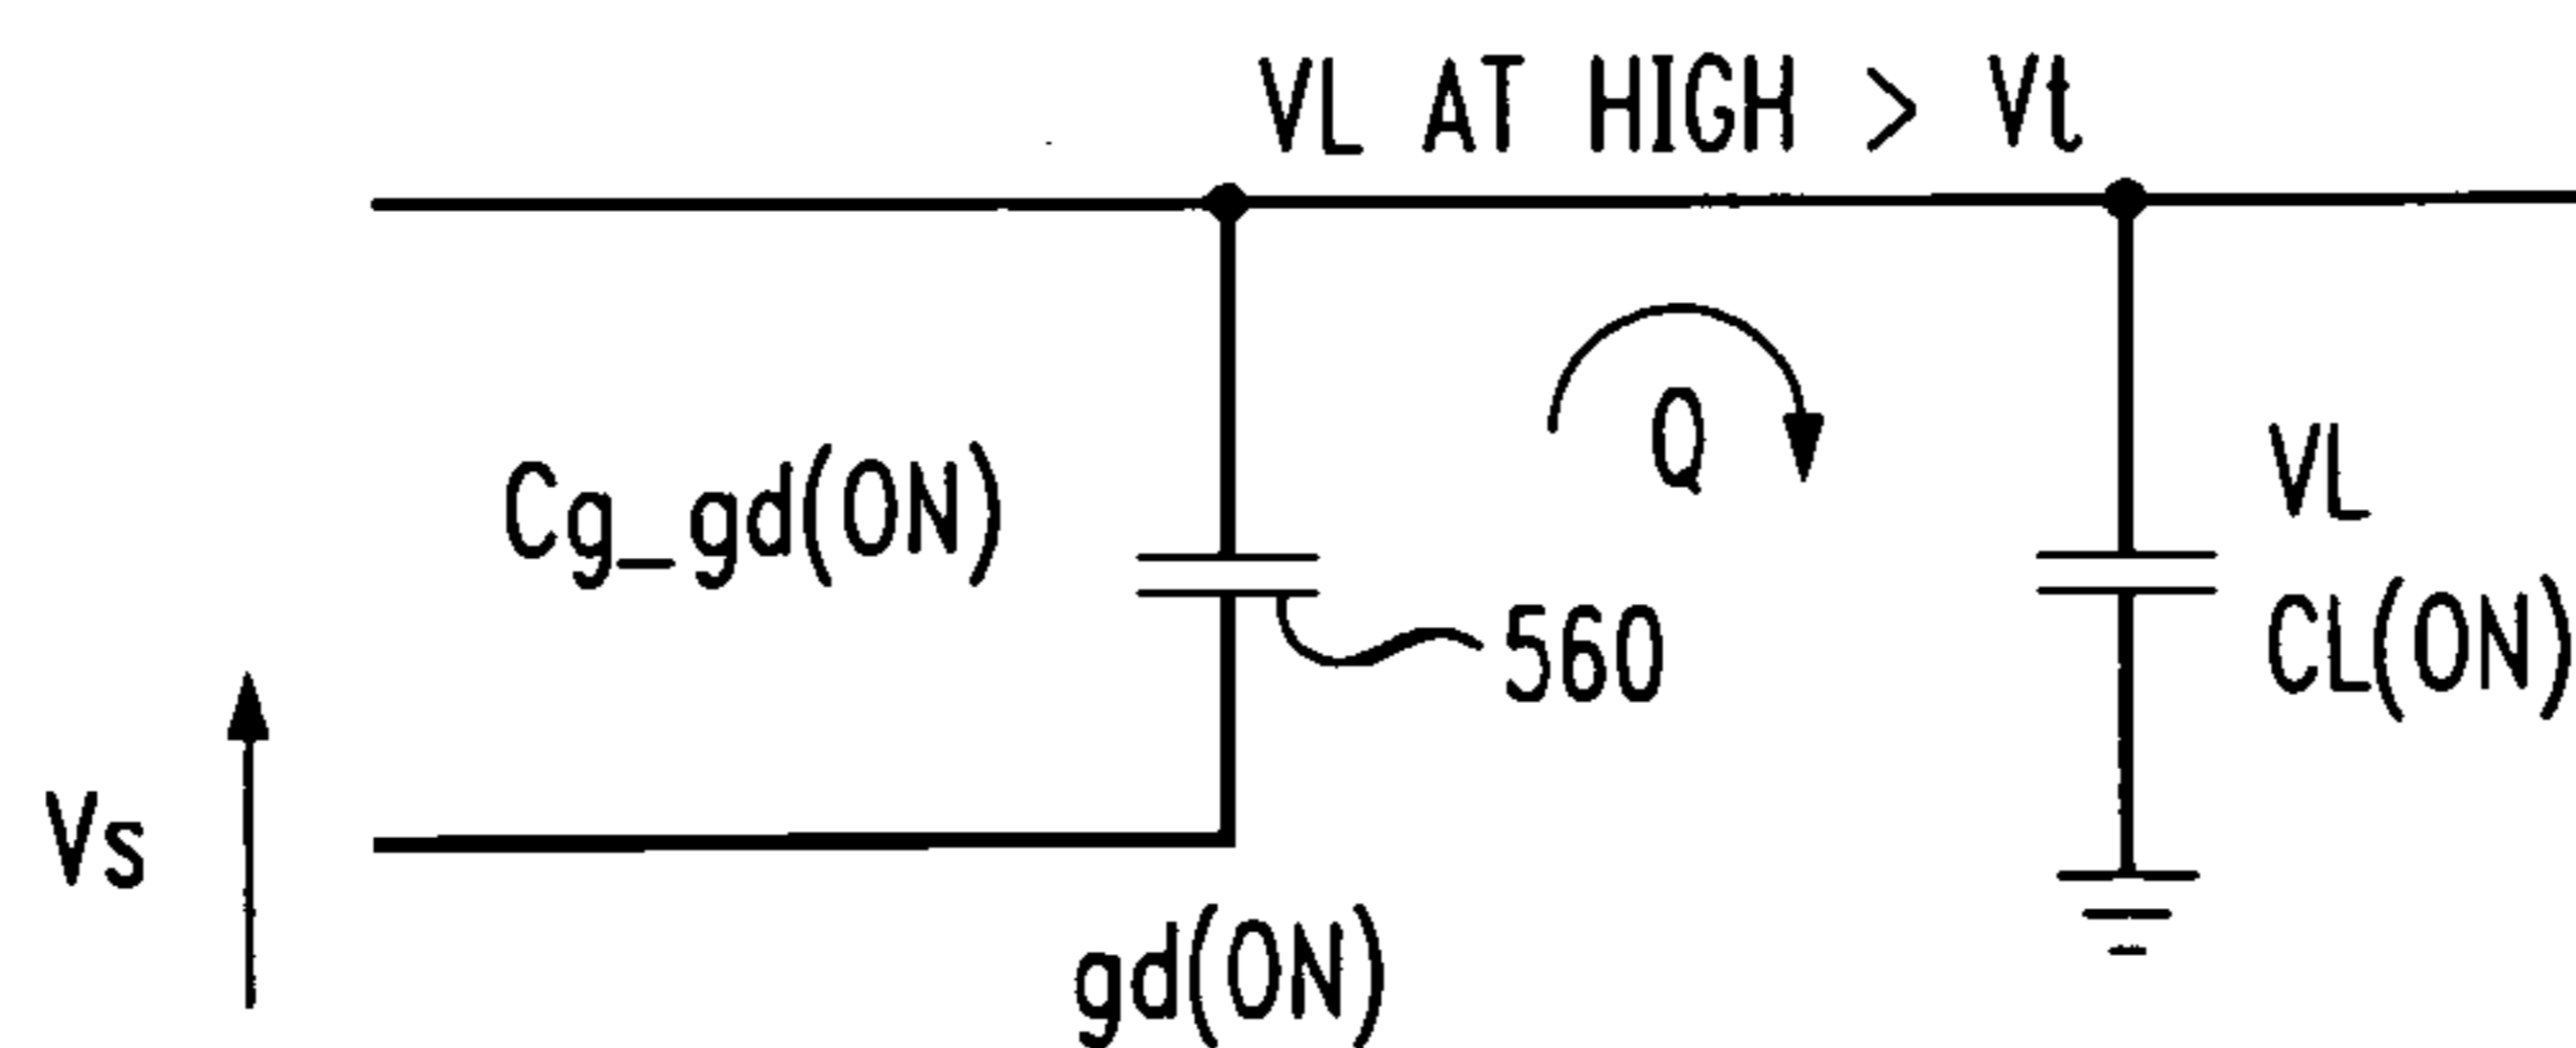 VL AT HIGH > Vt
Q
Cg_gd(ON)
VL
560
CL(ON)
Vs
gd(ON)